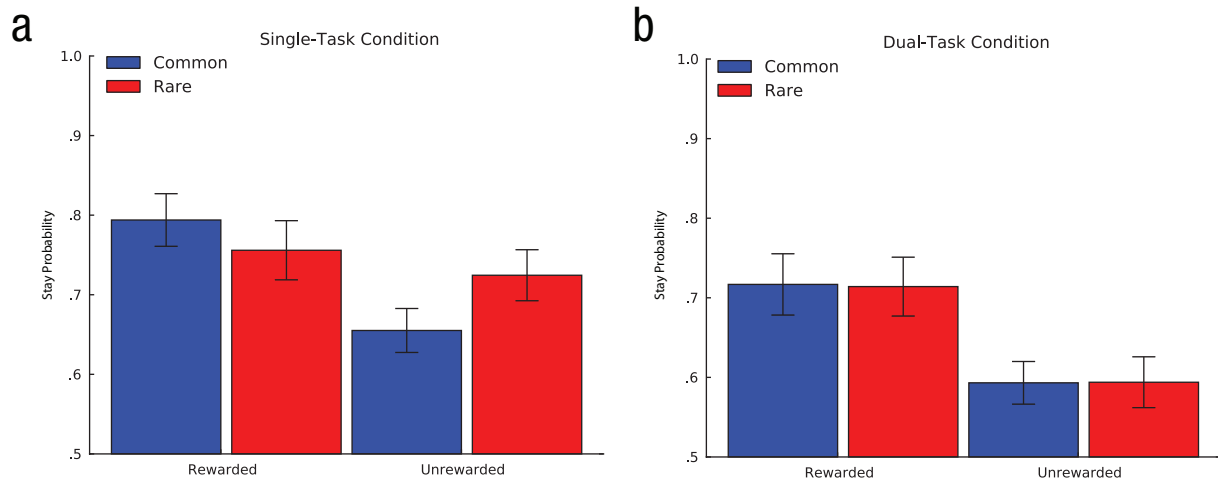 a
Single-Task Condition
Common
Rare
Stay Probability
1.0
.9
.8
.7
.6
.5
Rewarded
Unrewarded
b
Dual-Task Condition
Common
Rare
Stay Probability
1.0
.9
.8
.7
.6
.5
Rewarded
Unrewarded